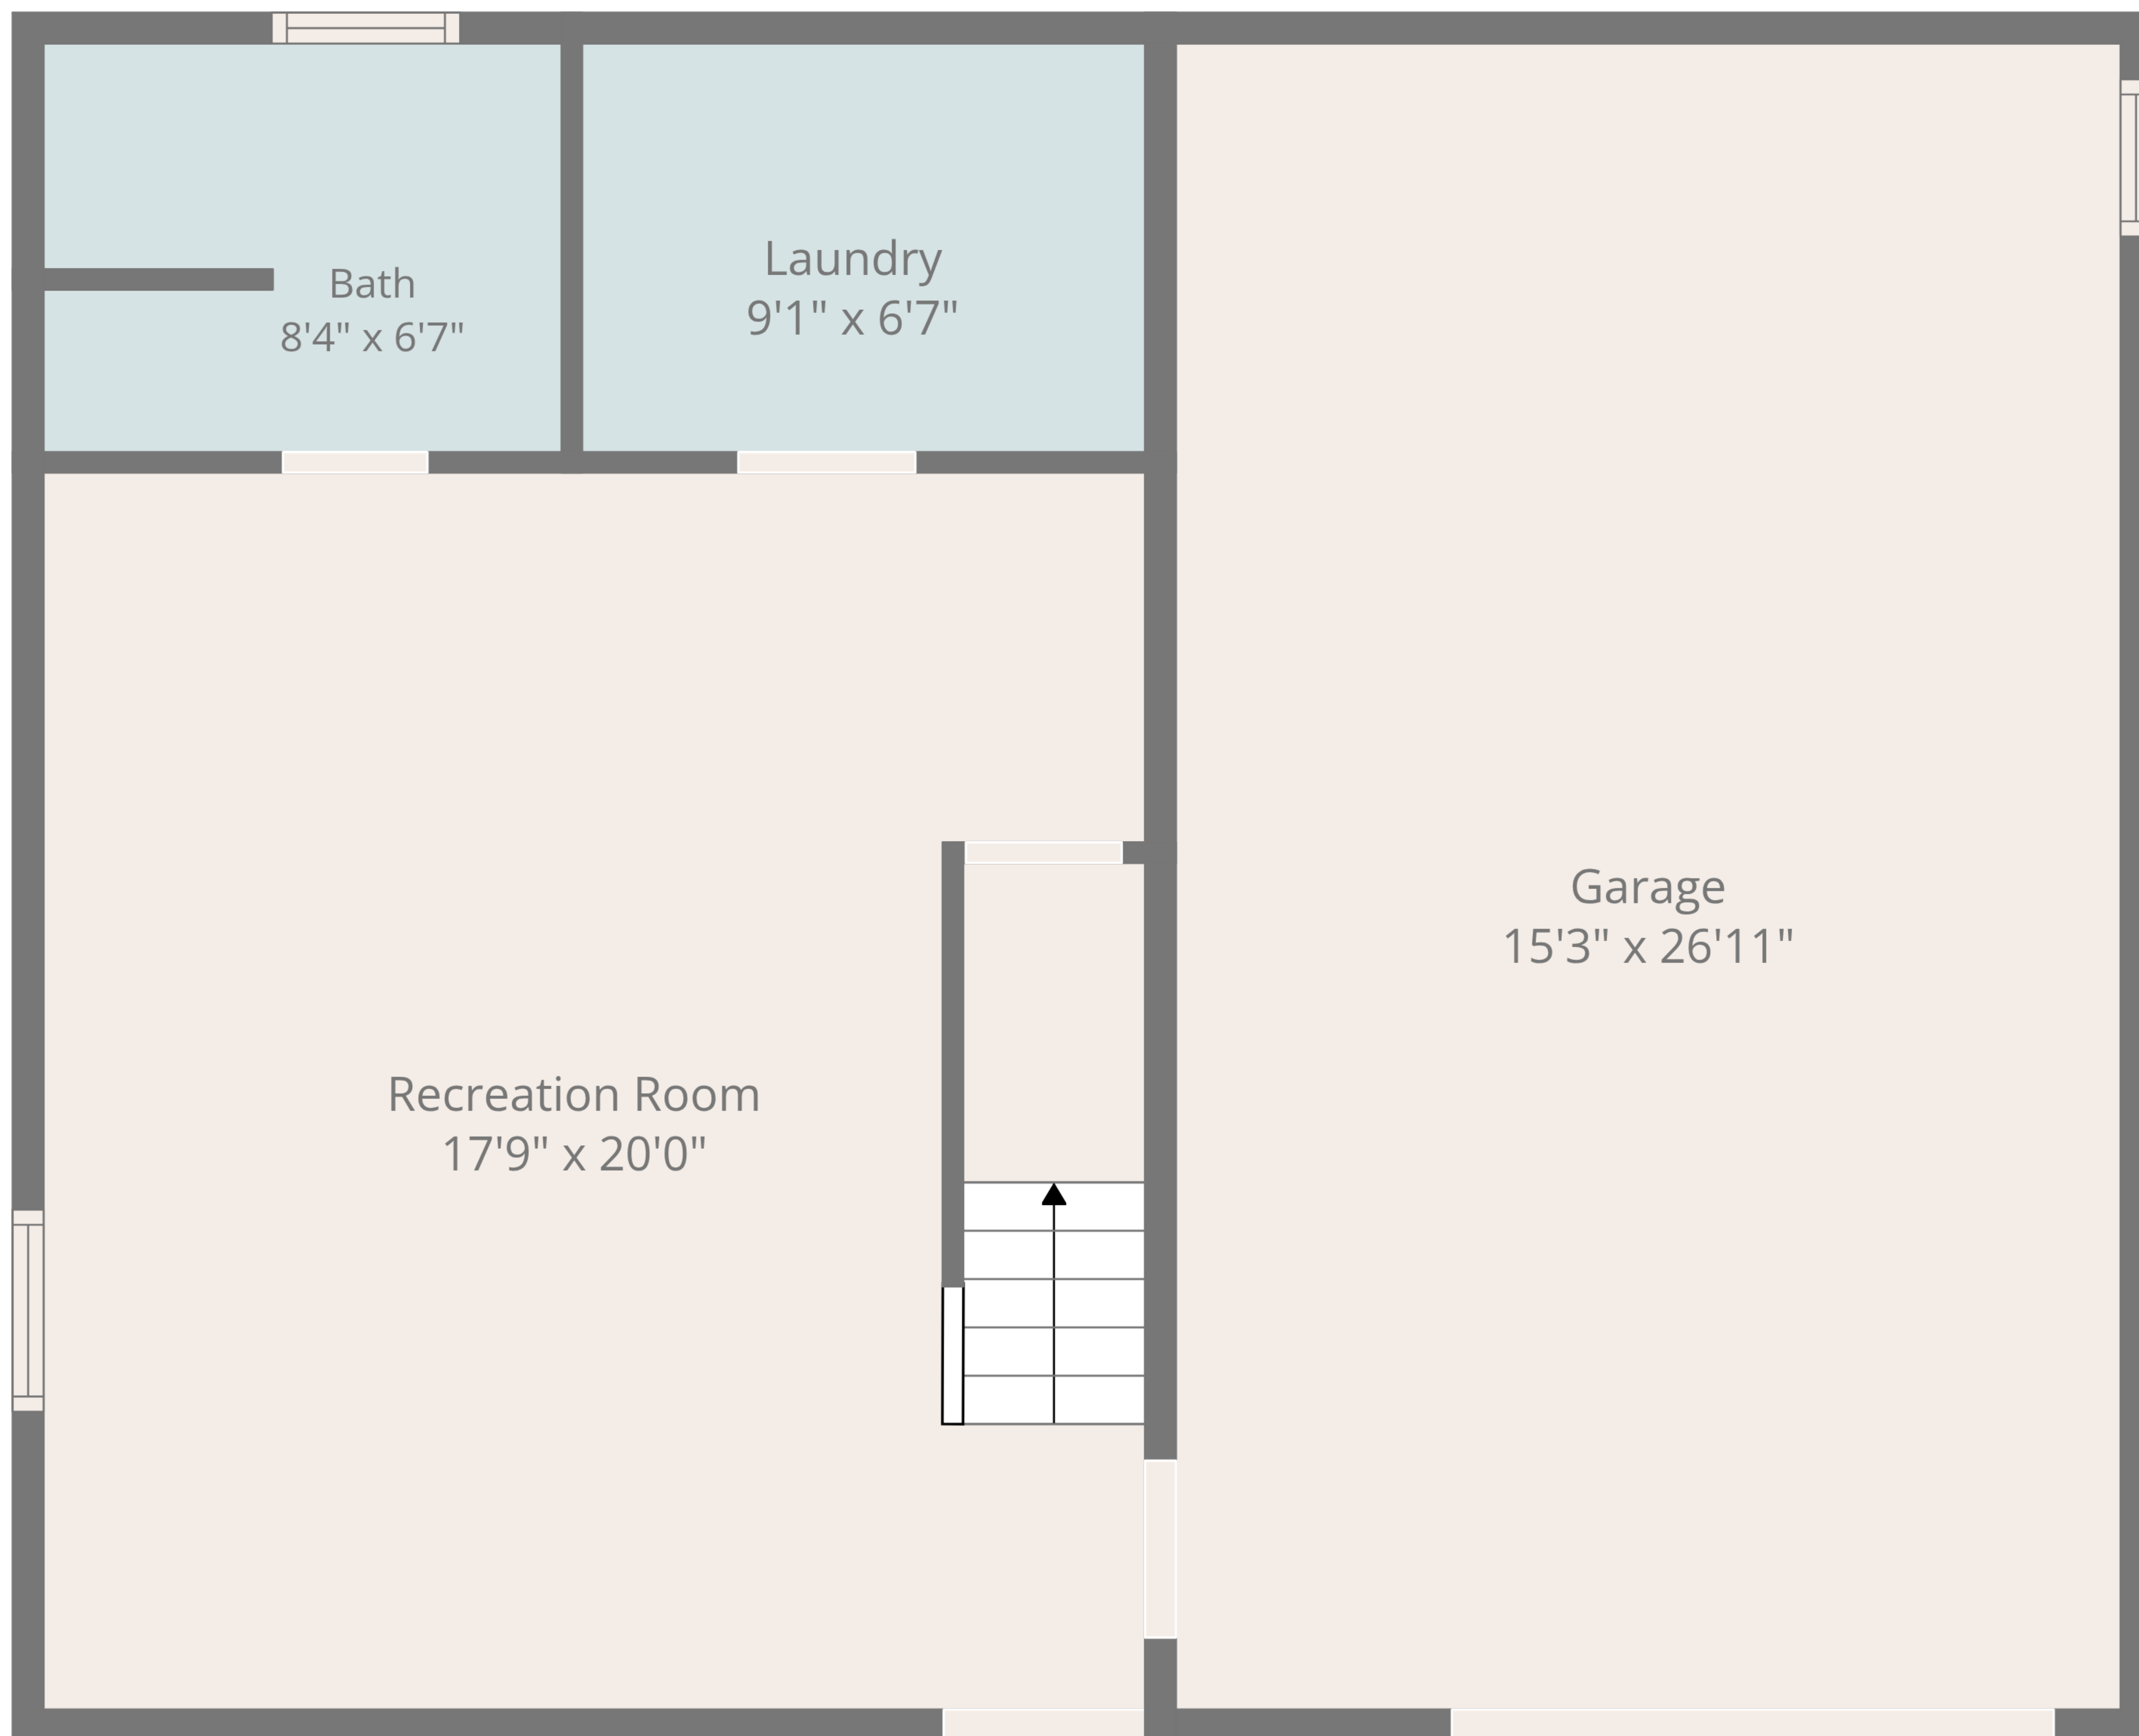 Bath
8'4" x 6'7"
Laundry
9'1" x 6'7"
Garage
15'3" x 26'11"
Recreation Room
17'9" x 20'0"